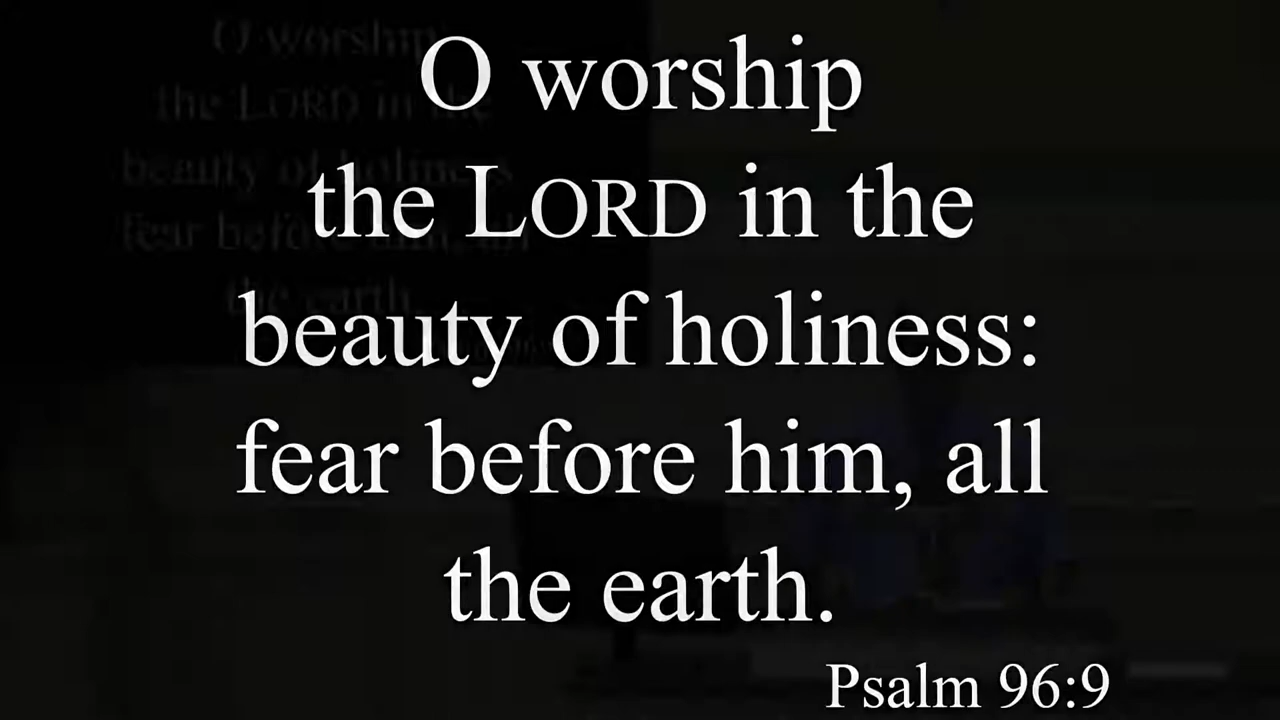 O worship
the LORD in the
beauty of holiness:
fear before him, all
the earth.
Psalm 96:9